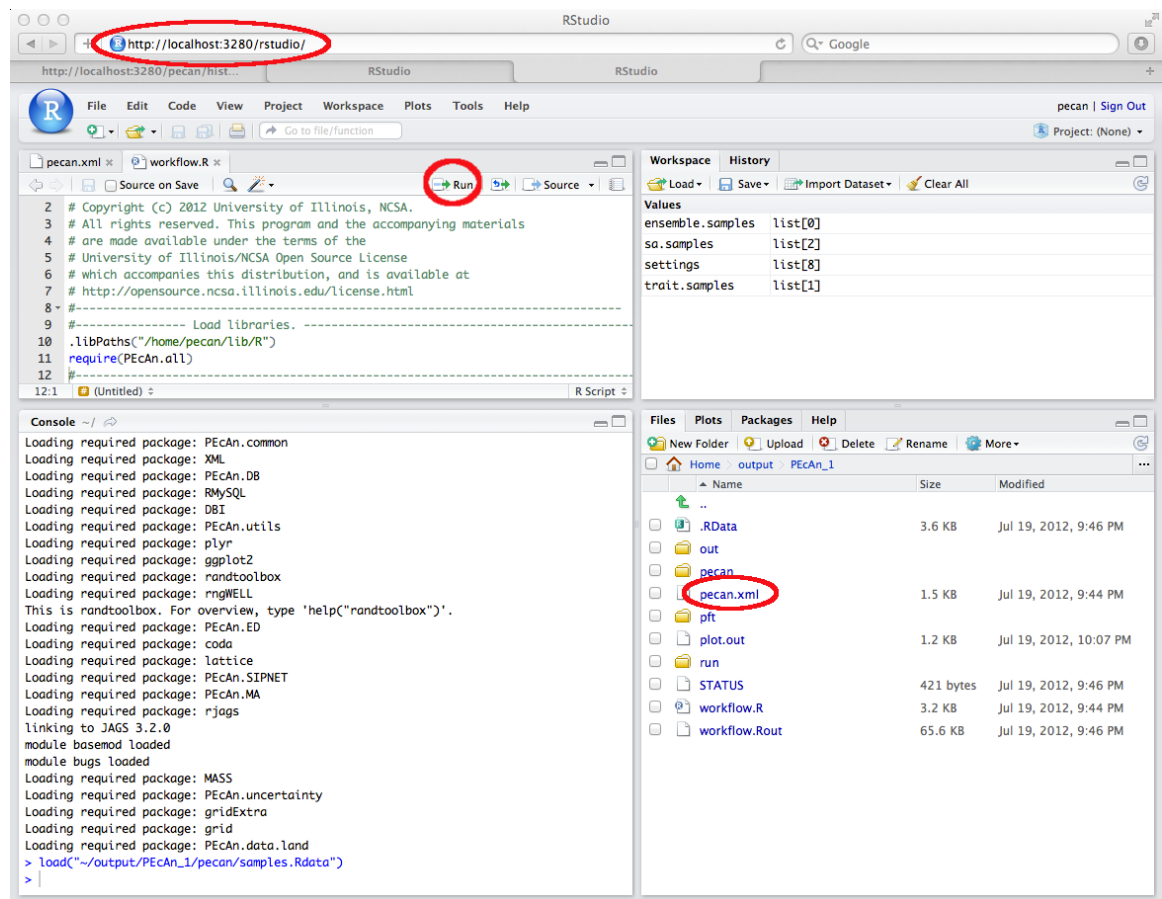 RStudio
http://localhost:3280/rstudio/
Google
http://localhost:3280/pecan/hist...
RStudio
RStudio
R
File Edit Code View Project Workspace Plots Tools Help
pecan | Sign Out
Go to file/function
Project: (None)
pecan.xml
workflow.R
Source on Save
Run
Source
2 # Copyright (c) 2012 University of Illinois, NCSA.
3 # All rights reserved. This program and the accompanying materials
4 # are made available under the terms of the
5 # University of Illinois/NCSA Open Source License
6 # which accompanies this distribution, and is available at
7 # http://opensource.ncsa.illinois.edu/license.html
8 #-------------------------------------------------------------------------------
9 #---------------- Load libraries. ------------------------------------------------
10 .libPaths("/home/pecan/lib/R")
11 require(PEcAn.all)
12 #---------------------------------------------------------------------------------
12:1 (Untitled) R Script
Workspace History
Load Save Import Dataset Clear All
Values
ensemble.samples list[0]
sa.samples list[2]
settings list[8]
trait.samples list[1]
Console ~/
Loading required package: PEcAn.common
Loading required package: XML
Loading required package: PEcAn.DB
Loading required package: RMySQL
Loading required package: DBI
Loading required package: PEcAn.utils
Loading required package: plyr
Loading required package: ggplot2
Loading required package: randtoolbox
Loading required package: rngWELL
This is randtoolbox. For overview, type 'help("randtoolbox")'.
Loading required package: PEcAn.ED
Loading required package: coda
Loading required package: lattice
Loading required package: PEcAn.SIPNET
Loading required package: PEcAn.MA
Loading required package: rjags
linking to JAGS 3.2.0
module basemod loaded
module bugs loaded
Loading required package: MASS
Loading required package: PEcAn.uncertainty
Loading required package: gridExtra
Loading required package: grid
Loading required package: PEcAn.data.land
> load("~/output/PEcAn_1/pecan/samples.Rdata")
>
Files Plots Packages Help
New Folder Upload Delete Rename More
Home output PEcAn_1 ...
Name Size Modified
..
.RData 3.6 KB Jul 19, 2012, 9:46 PM
out
pecan
pecan.xml 1.5 KB Jul 19, 2012, 9:44 PM
pft
plot.out 1.2 KB Jul 19, 2012, 10:07 PM
run
STATUS 421 bytes Jul 19, 2012, 9:46 PM
workflow.R 3.2 KB Jul 19, 2012, 9:44 PM
workflow.Rout 65.6 KB Jul 19, 2012, 9:46 PM